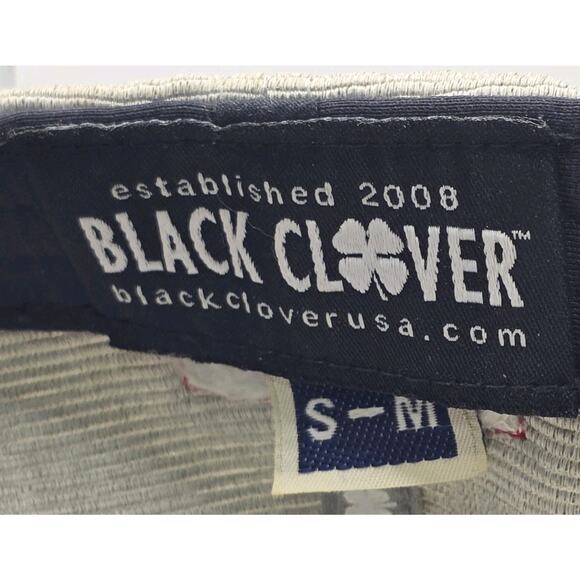 established 2008
BLACK CLOVER™
blackcloverusa.com
S-M